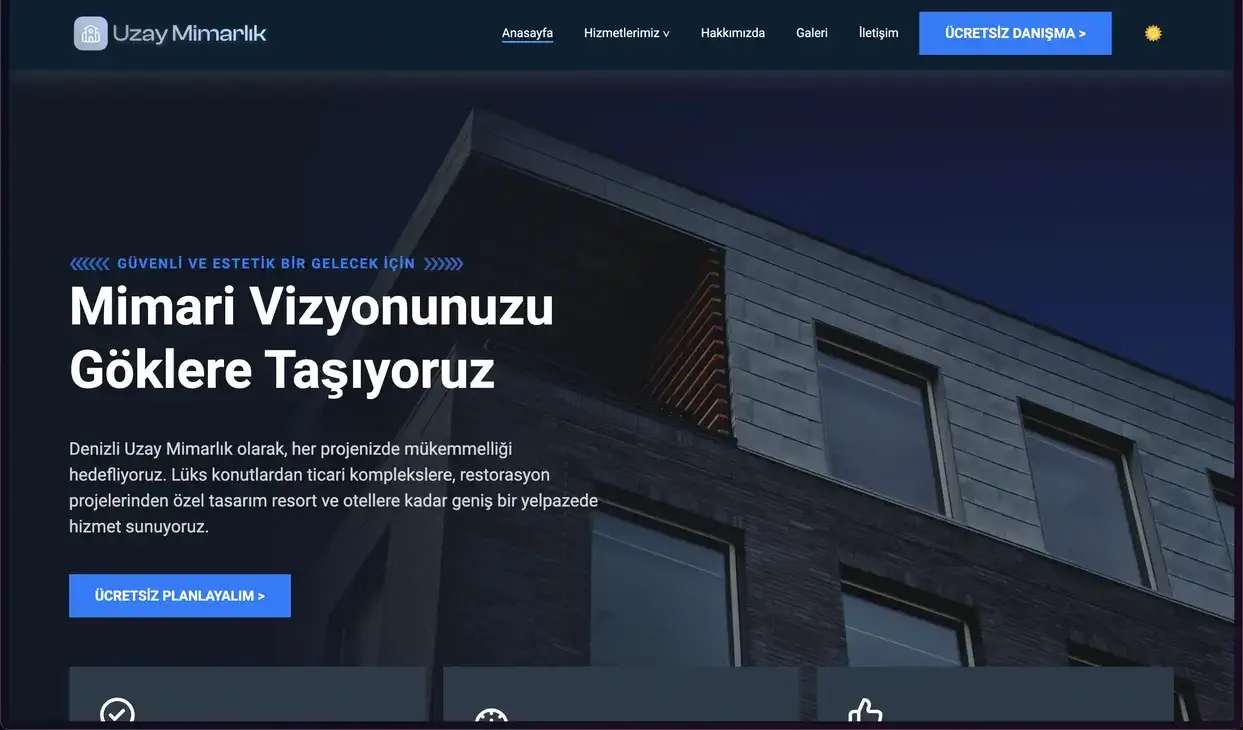 Uzay Mimarlık
Anasayfa
Hizmetlerimiz v
Hakkımızda
Galeri
İletişim
ÜCRETSİZ DANIŞMA >
GÜVENLİ VE ESTETİK BİR GELECEK İÇİN
Mimari Vizyonunuzu
Göklere Taşıyoruz
Denizli Uzay Mimarlık olarak, her projenizde mükemmelliği
hedefliyoruz. Lüks konutlardan ticari komplekslere, restorasyon
projelerinden özel tasarım resort ve otellere kadar geniş bir yelpazede
hizmet sunuyoruz.
ÜCRETSİZ PLANLAYALIM >